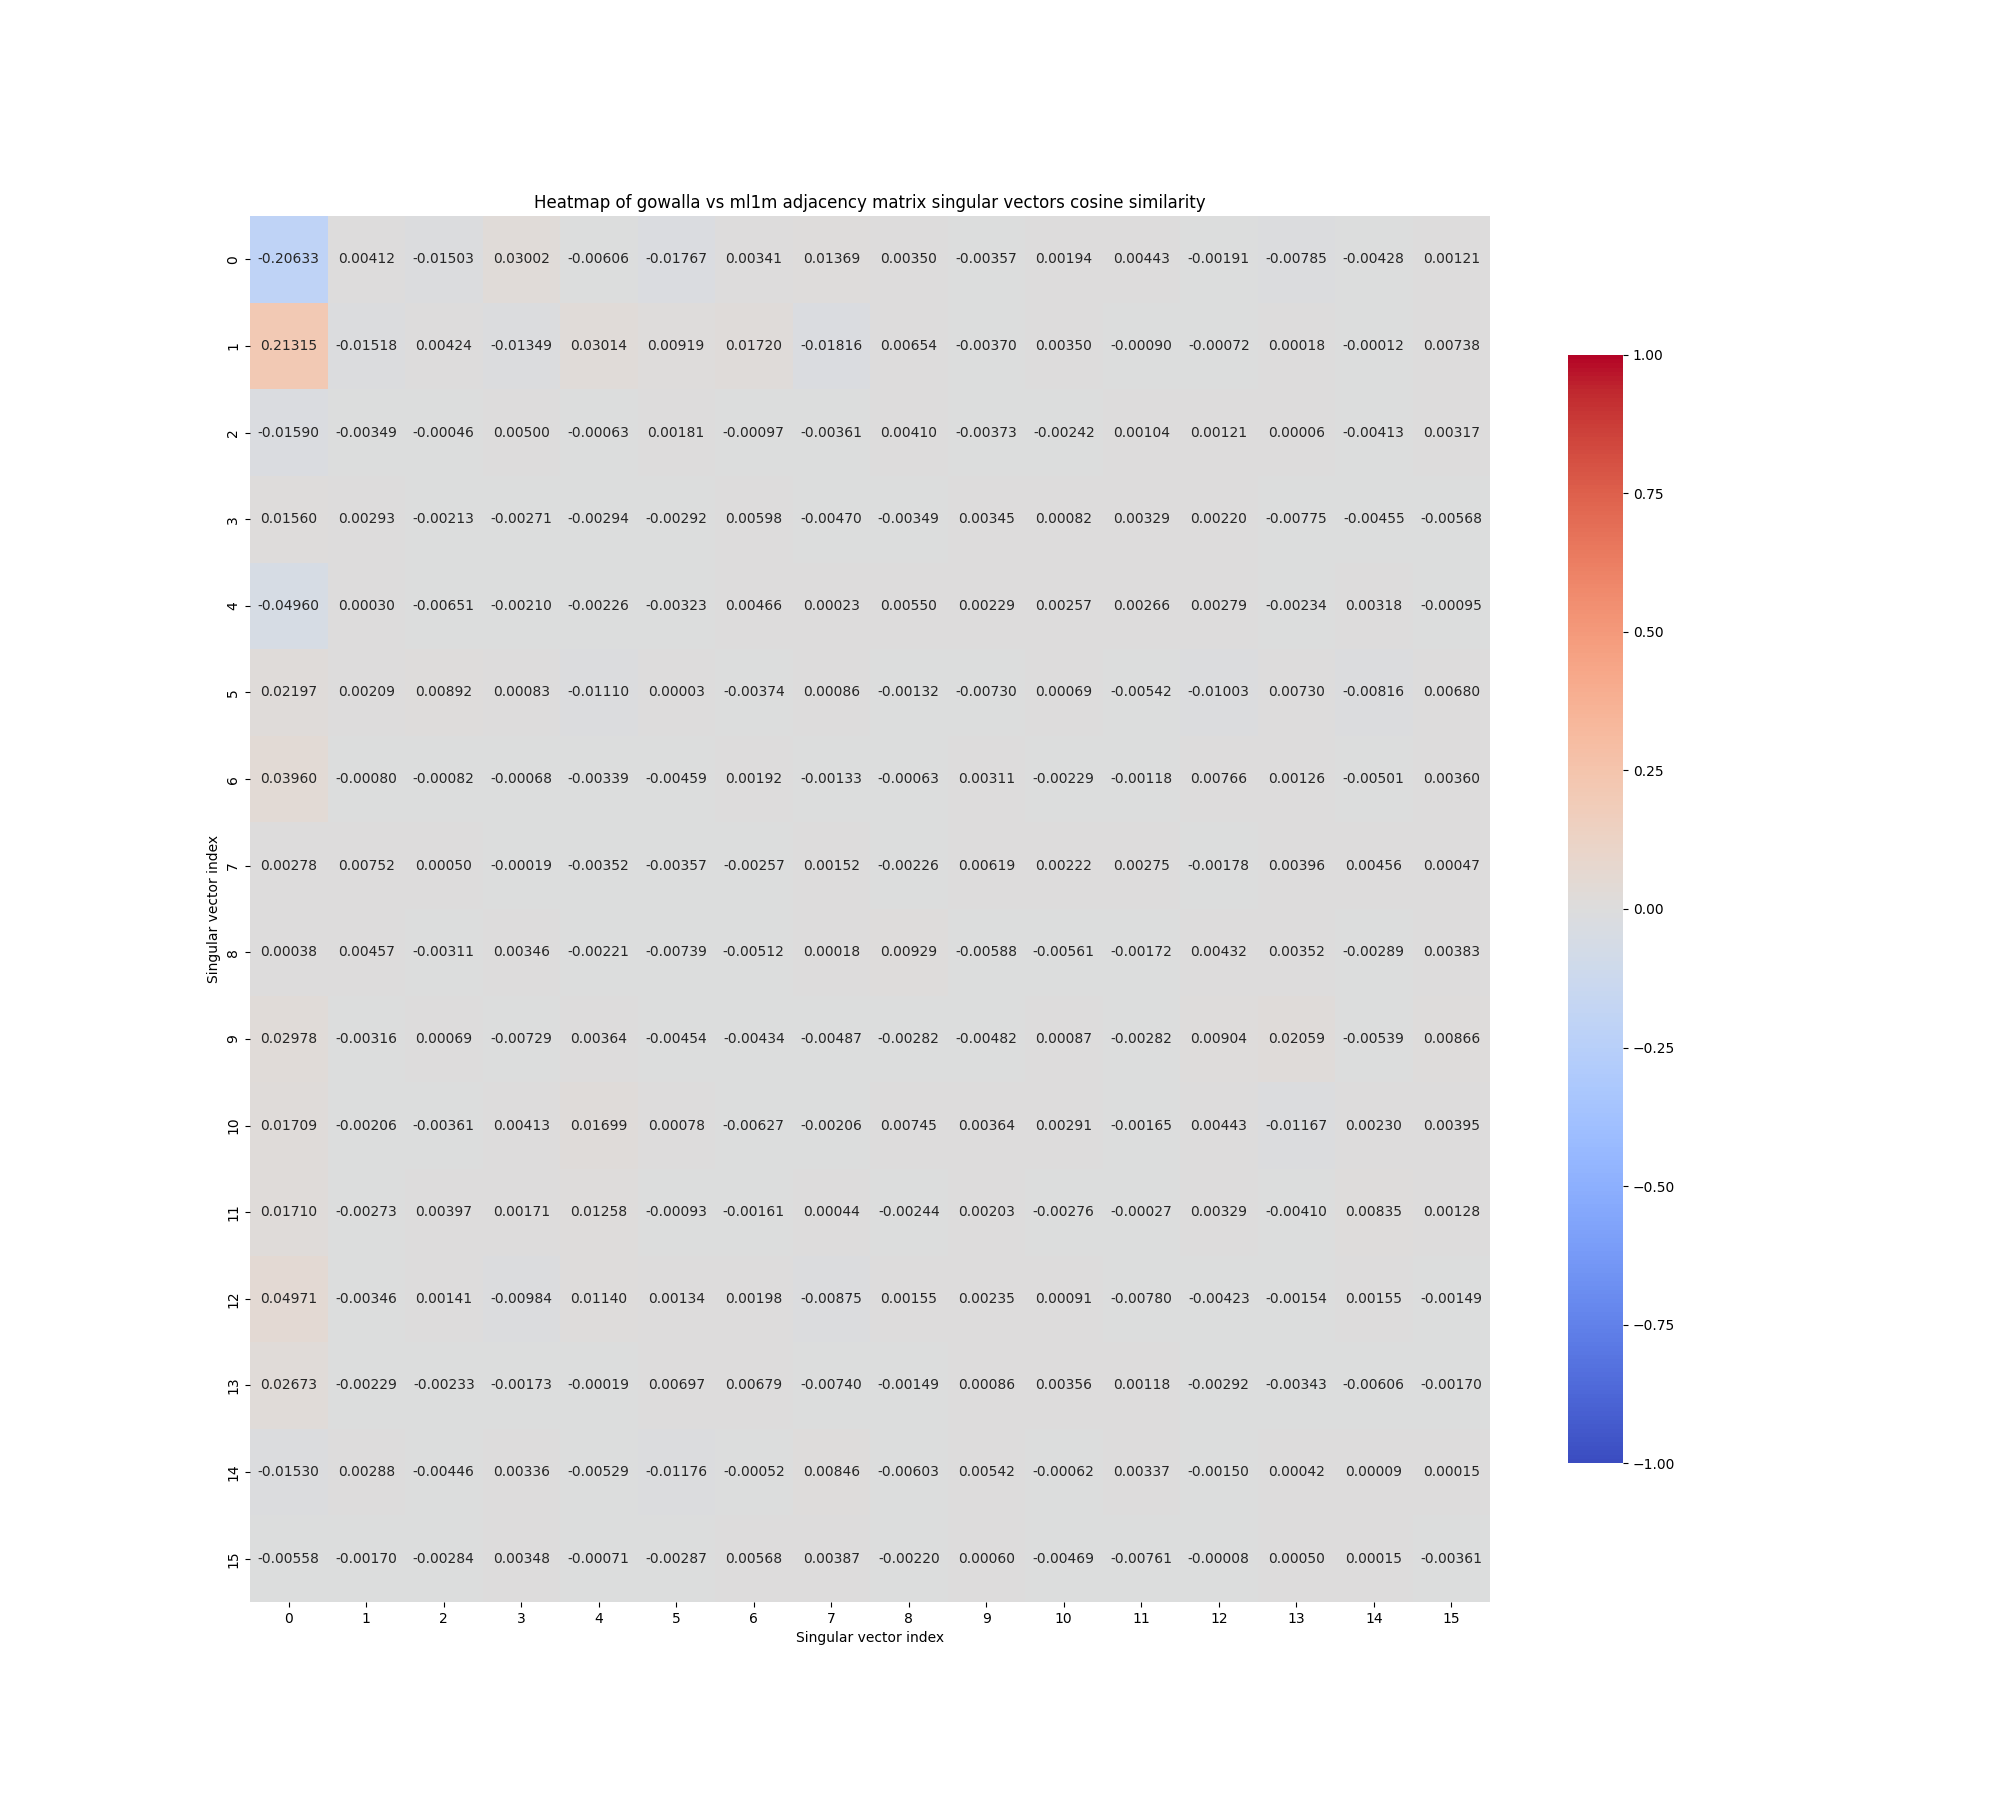 Heatmap of gowalla vs ml1m adjacency matrix singular vectors cosine similarity
0 -0.20633 0.00412 -0.01503 0.03002 -0.00606 -0.01767 0.00341 0.01369 0.00350 -0.00357 0.00194 0.00443 -0.00191 -0.00785 -0.00428 0.00121
1 0.21315 -0.01518 0.00424 -0.01349 0.03014 0.00919 0.01720 -0.01816 0.00654 -0.00370 0.00350 -0.00090 -0.00072 0.00018 -0.00012 0.00738
2 -0.01590 -0.00349 -0.00046 0.00500 -0.00063 0.00181 -0.00097 -0.00361 0.00410 -0.00373 -0.00242 0.00104 0.00121 0.00006 -0.00413 0.00317
3 0.01560 0.00293 -0.00213 -0.00271 -0.00294 -0.00292 0.00598 -0.00470 -0.00349 0.00345 0.00082 0.00329 0.00220 -0.00775 -0.00455 -0.00568
4 -0.04960 0.00030 -0.00651 -0.00210 -0.00226 -0.00323 0.00466 0.00023 0.00550 0.00229 0.00257 0.00266 0.00279 -0.00234 0.00318 -0.00095
5 0.02197 0.00209 0.00892 0.00083 -0.01110 0.00003 -0.00374 0.00086 -0.00132 -0.00730 0.00069 -0.00542 -0.01003 0.00730 -0.00816 0.00680
6 0.03960 -0.00080 -0.00082 -0.00068 -0.00339 -0.00459 0.00192 -0.00133 -0.00063 0.00311 -0.00229 -0.00118 0.00766 0.00126 -0.00501 0.00360
7 0.00278 0.00752 0.00050 -0.00019 -0.00352 -0.00357 -0.00257 0.00152 -0.00226 0.00619 0.00222 0.00275 -0.00178 0.00396 0.00456 0.00047
8 0.00038 0.00457 -0.00311 0.00346 -0.00221 -0.00739 -0.00512 0.00018 0.00929 -0.00588 -0.00561 -0.00172 0.00432 0.00352 -0.00289 0.00383
9 0.02978 -0.00316 0.00069 -0.00729 0.00364 -0.00454 -0.00434 -0.00487 -0.00282 -0.00482 0.00087 -0.00282 0.00904 0.02059 -0.00539 0.00866
10 0.01709 -0.00206 -0.00361 0.00413 0.01699 0.00078 -0.00627 -0.00206 0.00745 0.00364 0.00291 -0.00165 0.00443 -0.01167 0.00230 0.00395
11 0.01710 -0.00273 0.00397 0.00171 0.01258 -0.00093 -0.00161 0.00044 -0.00244 0.00203 -0.00276 -0.00027 0.00329 -0.00410 0.00835 0.00128
12 0.04971 -0.00346 0.00141 -0.00984 0.01140 0.00134 0.00198 -0.00875 0.00155 0.00235 0.00091 -0.00780 -0.00423 -0.00154 0.00155 -0.00149
13 0.02673 -0.00229 -0.00233 -0.00173 -0.00019 0.00697 0.00679 -0.00740 -0.00149 0.00086 0.00356 0.00118 -0.00292 -0.00343 -0.00606 -0.00170
14 -0.01530 0.00288 -0.00446 0.00336 -0.00529 -0.01176 -0.00052 0.00846 -0.00603 0.00542 -0.00062 0.00337 -0.00150 0.00042 0.00009 0.00015
15 -0.00558 -0.00170 -0.00284 0.00348 -0.00071 -0.00287 0.00568 0.00387 -0.00220 0.00060 -0.00469 -0.00761 -0.00008 0.00050 0.00015 -0.00361
0 1 2 3 4 5 6 7 8 9 10 11 12 13 14 15
Singular vector index
Singular vector index
1.00
0.75
0.50
0.25
0.00
−0.25
−0.50
−0.75
−1.00